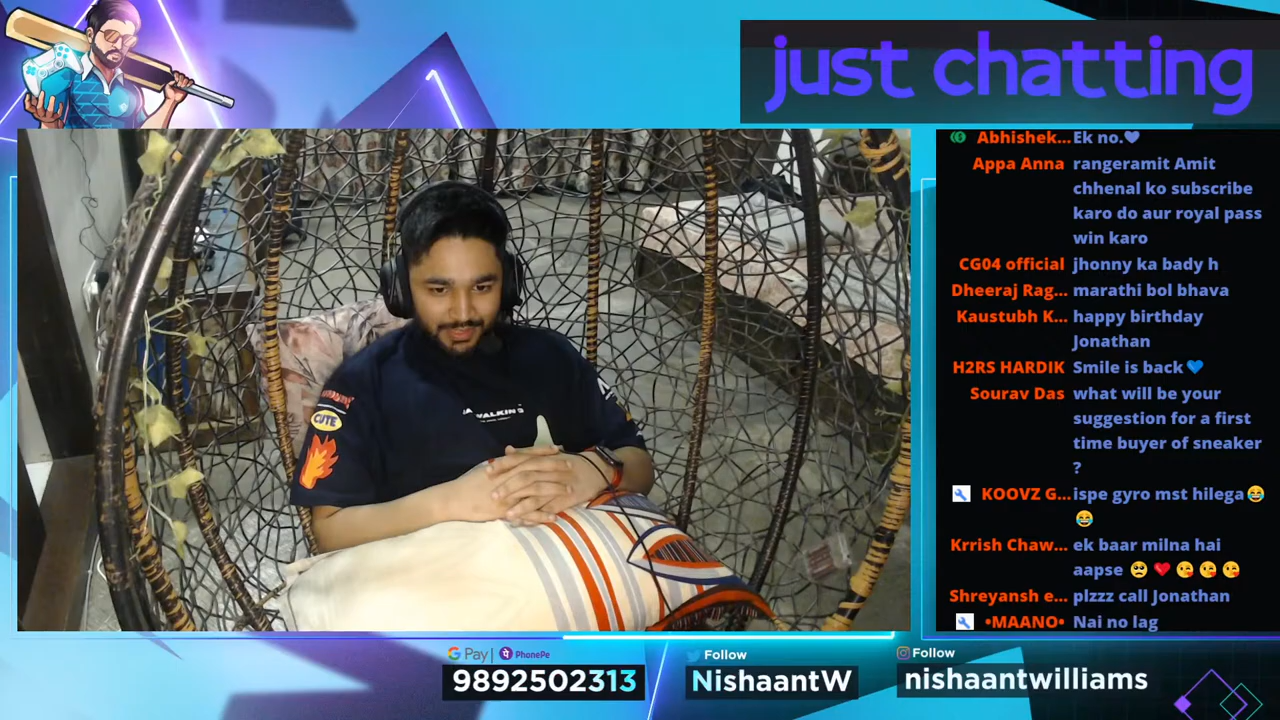 just chatting
Abhishek... Ek no.💙
Appa Anna rangeramit Amit
chhenal ko subscribe
karo do aur royal pass
win karo
CG04 official jhonny ka bady h
Dheeraj Rag... marathi bol bhava
Kaustubh K... happy birthday
Jonathan
H2RS HARDIK Smile is back💙
Sourav Das what will be your
suggestion for a first
time buyer of sneaker
?
KOOVZ G... ispe gyro mst hilega😂
😂
Krrish Chaw... ek baar milna hai
aapse 🥺❤️😘😘😘
Shreyansh e... plzzz call Jonathan
•MAANO• Nai no lag
CUTE
WALKING
G Pay | PhonePe
9892502313
Follow
NishaantW
Follow
nishaantwilliams